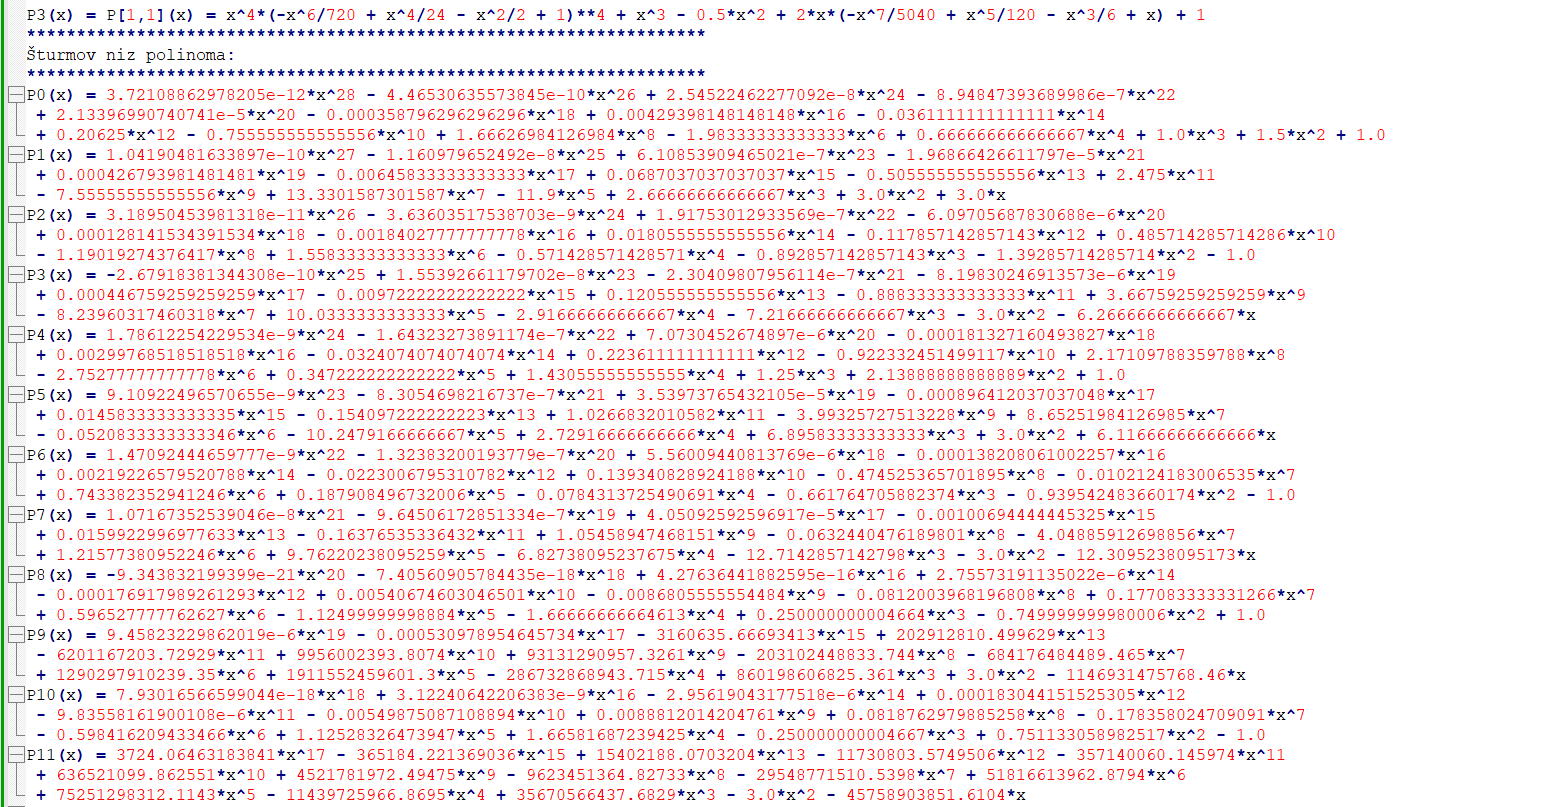 P3(x) = P[1,1](x) = x^4*(-x^6/720 + x^4/24 - x^2/2 + 1)**4 + x^3 - 0.5*x^2 + 2*x*(-x^7/5040 + x^5/120 - x^3/6 + x) + 1
********************************************************************
Šturmov niz polinoma:
********************************************************************
P0(x) = 3.72108862978205e-12*x^28 - 4.46530635573845e-10*x^26 + 2.54522462277092e-8*x^24 - 8.94847393689986e-7*x^22
+ 2.13396990740741e-5*x^20 - 0.000358796296296296*x^18 + 0.00429398148148148*x^16 - 0.0361111111111111*x^14
+ 0.20625*x^12 - 0.755555555555556*x^10 + 1.66626984126984*x^8 - 1.98333333333333*x^6 + 0.666666666666667*x^4 + 1.0*x^3 + 1.5*x^2 + 1.0
P1(x) = 1.04190481633897e-10*x^27 - 1.160979652492e-8*x^25 + 6.10853909465021e-7*x^23 - 1.96866426611797e-5*x^21
+ 0.000426793981481481*x^19 - 0.00645833333333333*x^17 + 0.0687037037037037*x^15 - 0.505555555555556*x^13 + 2.475*x^11
- 7.55555555555556*x^9 + 13.3301587301587*x^7 - 11.9*x^5 + 2.66666666666667*x^3 + 3.0*x^2 + 3.0*x
P2(x) = 3.18950453981318e-11*x^26 - 3.63603517538703e-9*x^24 + 1.91753012933569e-7*x^22 - 6.09705687830688e-6*x^20
+ 0.000128141534391534*x^18 - 0.00184027777777778*x^16 + 0.0180555555555556*x^14 - 0.117857142857143*x^12 + 0.485714285714286*x^10
- 1.19019274376417*x^8 + 1.55833333333333*x^6 - 0.571428571428571*x^4 - 0.892857142857143*x^3 - 1.39285714285714*x^2 - 1.0
P3(x) = -2.67918381344308e-10*x^25 + 1.55392661179702e-8*x^23 - 2.30409807956114e-7*x^21 - 8.19830246913573e-6*x^19
+ 0.000446759259259259*x^17 - 0.00972222222222222*x^15 + 0.120555555555556*x^13 - 0.888333333333333*x^11 + 3.66759259259259*x^9
- 8.23960317460318*x^7 + 10.0333333333333*x^5 - 2.91666666666667*x^4 - 7.21666666666667*x^3 - 3.0*x^2 - 6.26666666666667*x
P4(x) = 1.78612254229534e-9*x^24 - 1.64323273891174e-7*x^22 + 7.0730452674897e-6*x^20 - 0.000181327160493827*x^18
+ 0.00299768518518518*x^16 - 0.0324074074074074*x^14 + 0.223611111111111*x^12 - 0.922332451499117*x^10 + 2.17109788359788*x^8
- 2.75277777777778*x^6 + 0.347222222222222*x^5 + 1.43055555555555*x^4 + 1.25*x^3 + 2.13888888888889*x^2 + 1.0
P5(x) = 9.10922496570655e-9*x^23 - 8.3054698216737e-7*x^21 + 3.53973765432105e-5*x^19 - 0.000896412037037048*x^17
+ 0.0145833333333335*x^15 - 0.154097222222223*x^13 + 1.0266832010582*x^11 - 3.99325727513228*x^9 + 8.65251984126985*x^7
- 0.0520833333333346*x^6 - 10.2479166666667*x^5 + 2.72916666666666*x^4 + 6.89583333333333*x^3 + 3.0*x^2 + 6.11666666666666*x
P6(x) = 1.47092444659777e-9*x^22 - 1.32383200193779e-7*x^20 + 5.56009440813769e-6*x^18 - 0.000138208061002257*x^16
+ 0.00219226579520788*x^14 - 0.0223006795310782*x^12 + 0.139340828924188*x^10 - 0.474525365701895*x^8 - 0.0102124183006535*x^7
+ 0.743382352941246*x^6 + 0.187908496732006*x^5 - 0.0784313725490691*x^4 - 0.661764705882374*x^3 - 0.939542483660174*x^2 - 1.0
P7(x) = 1.07167352539046e-8*x^21 - 9.64506172851334e-7*x^19 + 4.05092592596917e-5*x^17 - 0.00100694444445325*x^15
+ 0.0159922996977633*x^13 - 0.16376535336432*x^11 + 1.05458947468151*x^9 - 0.0632440476189801*x^8 - 4.04885912698856*x^7
+ 1.21577380952246*x^6 + 9.76220238095259*x^5 - 6.82738095237675*x^4 - 12.7142857142798*x^3 - 3.0*x^2 - 12.3095238095173*x
P8(x) = -9.343832199399e-21*x^20 - 7.40560905784435e-18*x^18 + 4.27636441882595e-16*x^16 + 2.75573191135022e-6*x^14
- 0.000176917989261293*x^12 + 0.00540674603046501*x^10 - 0.0086805555554484*x^9 - 0.0812003968196808*x^8 + 0.177083333331266*x^7
+ 0.596527777762627*x^6 - 1.12499999998884*x^5 - 1.66666666664613*x^4 + 0.250000000004664*x^3 - 0.749999999980006*x^2 + 1.0
P9(x) = 9.45823229862019e-6*x^19 - 0.000530978954645734*x^17 - 3160635.66693413*x^15 + 202912810.499629*x^13
- 6201167203.72929*x^11 + 9956002393.8074*x^10 + 93131290957.3261*x^9 - 203102448833.744*x^8 - 684176484489.465*x^7
+ 1290297910239.35*x^6 + 1911552459601.3*x^5 - 286732868943.715*x^4 + 860198606825.361*x^3 + 3.0*x^2 - 1146931475768.46*x
P10(x) = 7.93016566599044e-18*x^18 + 3.12240642206383e-9*x^16 - 2.95619043177518e-6*x^14 + 0.000183044151525305*x^12
- 9.83558161900108e-6*x^11 - 0.00549875087108894*x^10 + 0.0088812014204761*x^9 + 0.0818762979885258*x^8 - 0.178358024709091*x^7
- 0.598416209433466*x^6 + 1.12528326473947*x^5 + 1.66581687239425*x^4 - 0.250000000004667*x^3 + 0.751133058982517*x^2 - 1.0
P11(x) = 3724.06463183841*x^17 - 365184.221369036*x^15 + 15402188.0703204*x^13 - 11730803.5749506*x^12 - 357140060.145974*x^11
+ 636521099.862551*x^10 + 4521781972.49475*x^9 - 9623451364.82733*x^8 - 29548771510.5398*x^7 + 51816613962.8794*x^6
+ 75251298312.1143*x^5 - 11439725966.8695*x^4 + 35670566437.6829*x^3 - 3.0*x^2 - 45758903851.6104*x